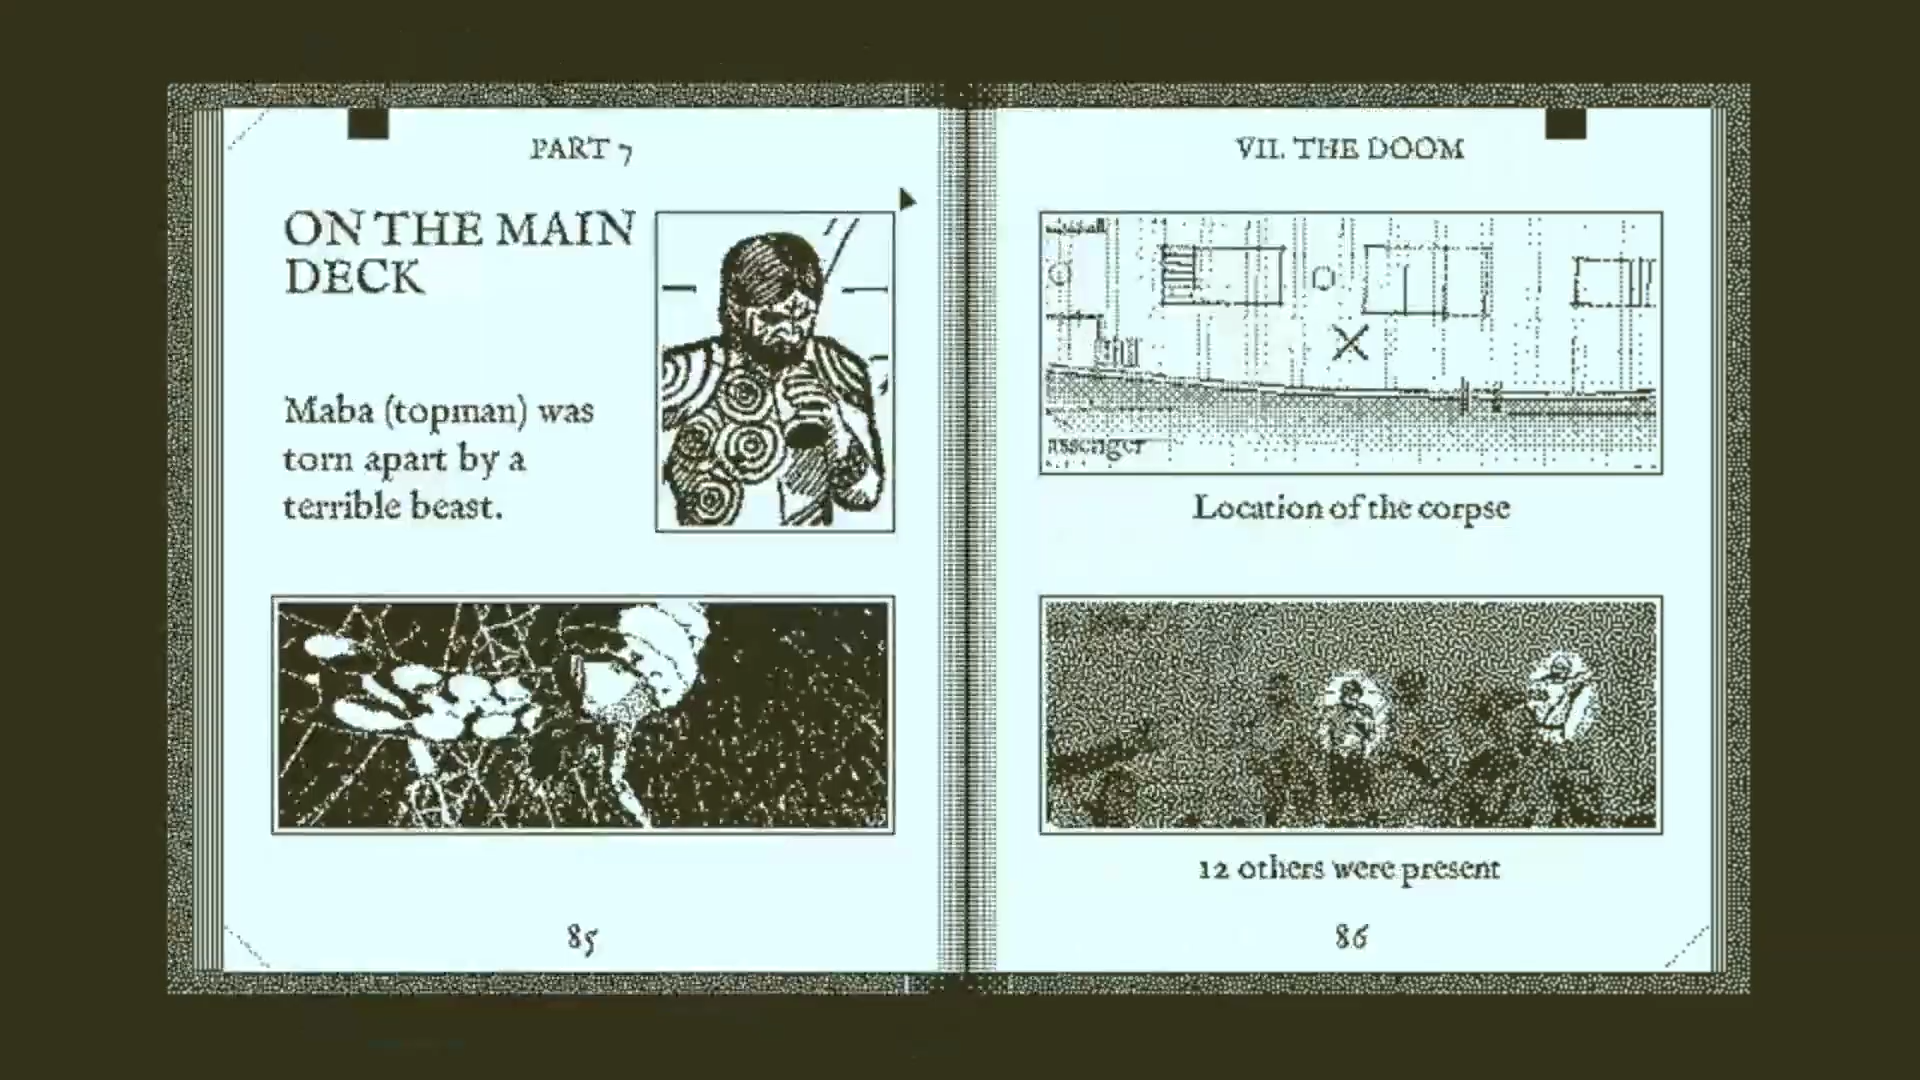 PART 7
ON THE MAIN
DECK
Maba (topman) was
torn apart by a
terrible beast.
85
VII. THE DOOM
Location of the corpse
12 others were present
86